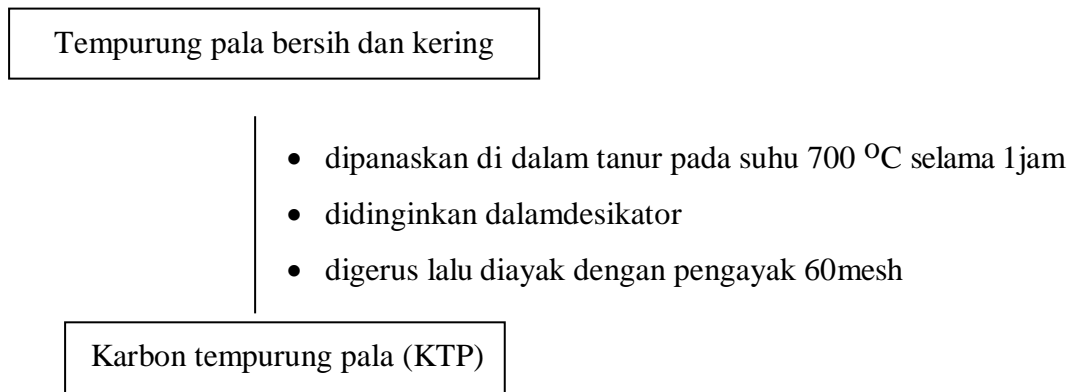 Tempurung pala bersih dan kering
• dipanaskan di dalam tanur pada suhu 700 ᴼC selama 1jam
• didinginkan dalamdesikator
• digerus lalu diayak dengan pengayak 60mesh
Karbon tempurung pala (KTP)